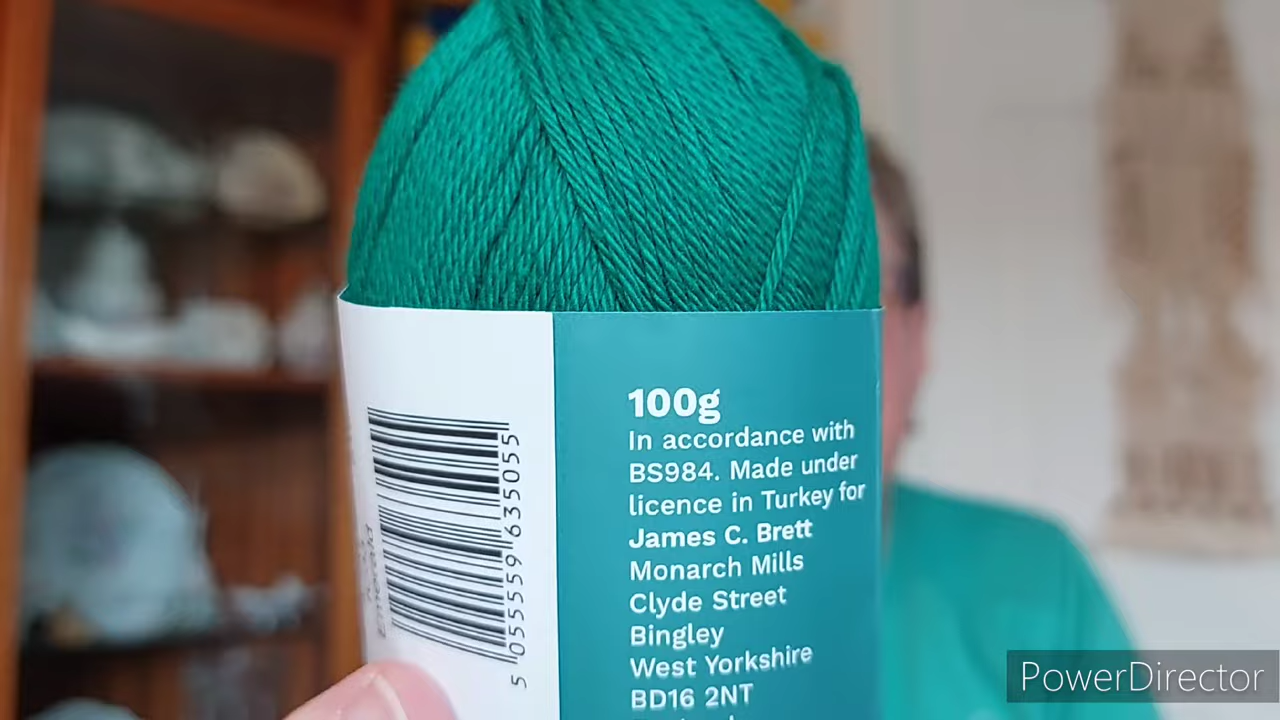 100g
In accordance with
BS984. Made under
licence in Turkey for
James C. Brett
Monarch Mills
Clyde Street
Bingley
West Yorkshire
BD16 2NT
5 055559 635055
Emerald
PowerDirector